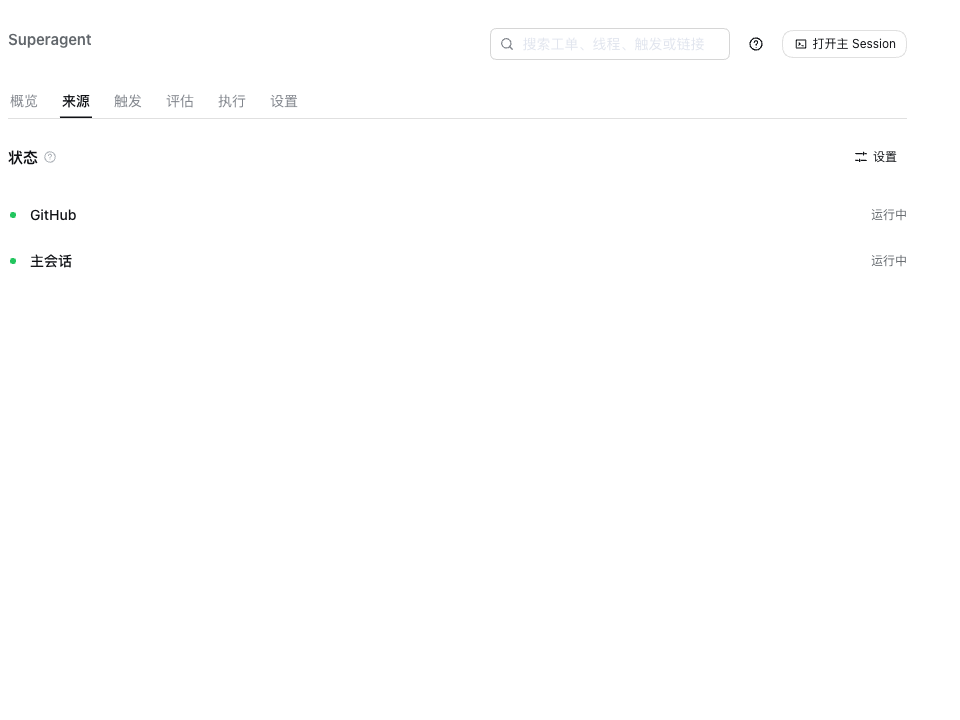 Superagent
搜索工单、线程、触发或链接
打开主 Session
概览 来源 触发 评估 执行 设置
状态
设置
GitHub 运行中
主会话 运行中